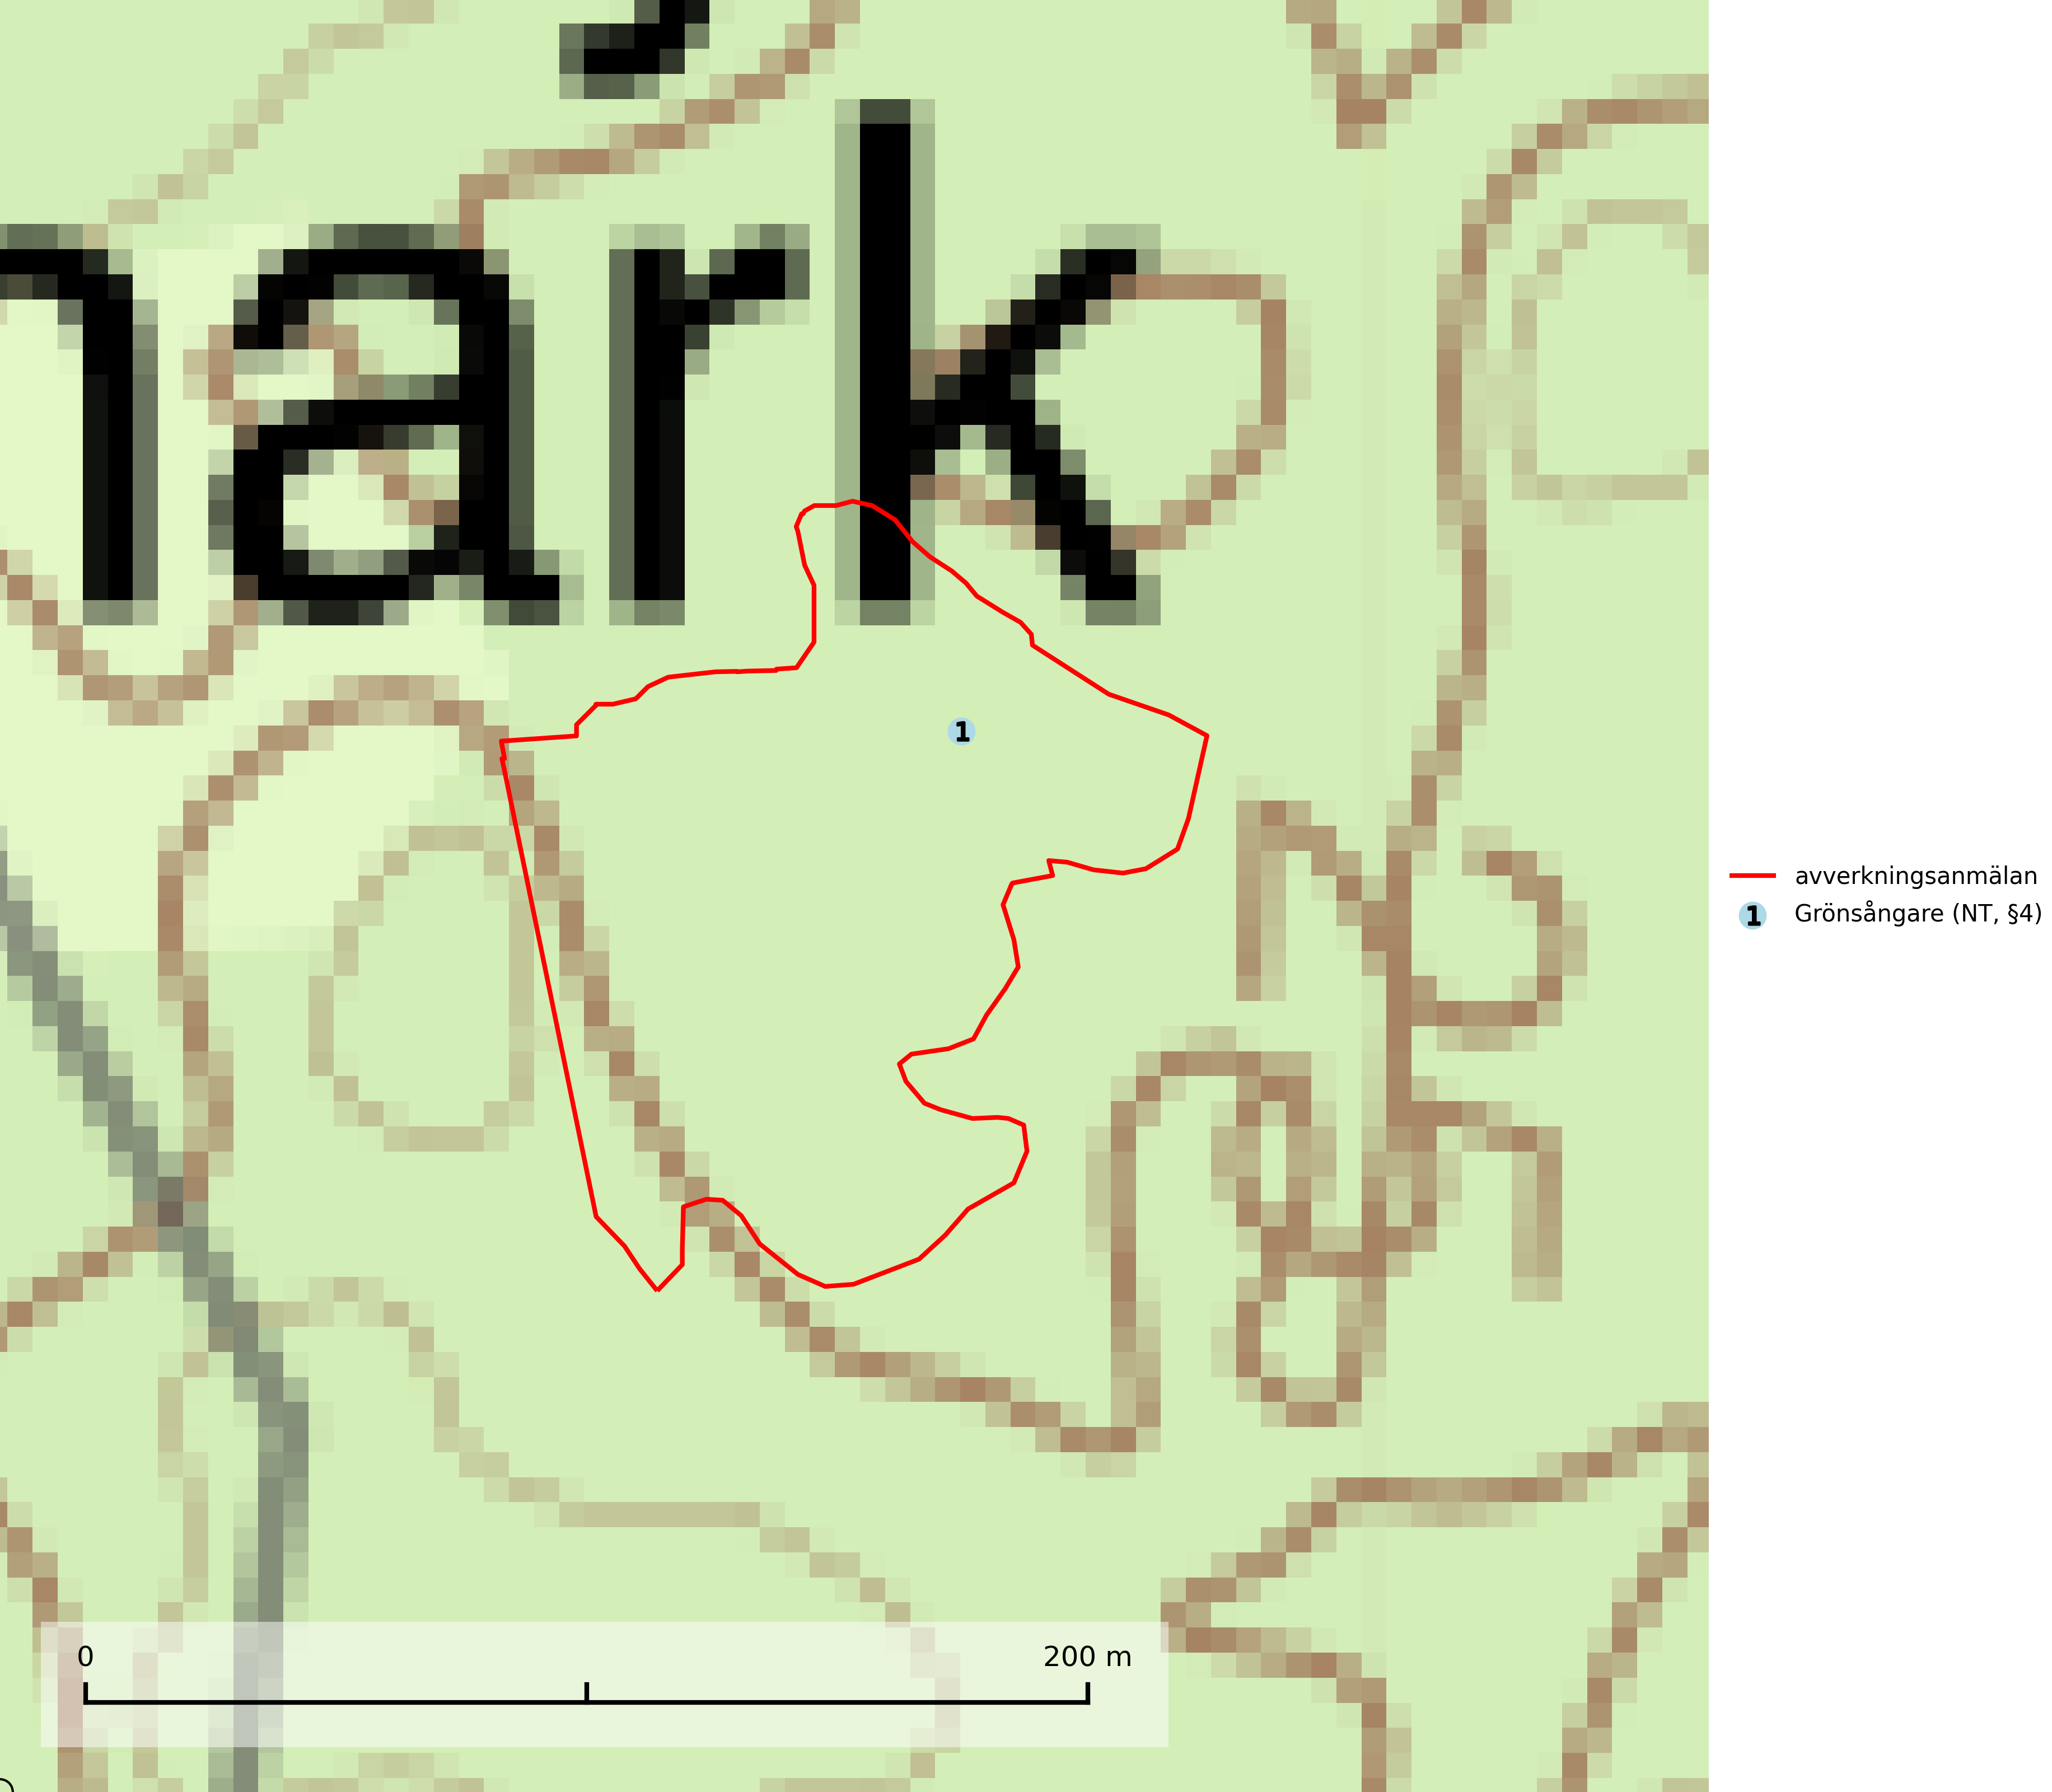 ark
1
avverkningsanmälan
1 Grönsångare (NT, §4)
0 200 m